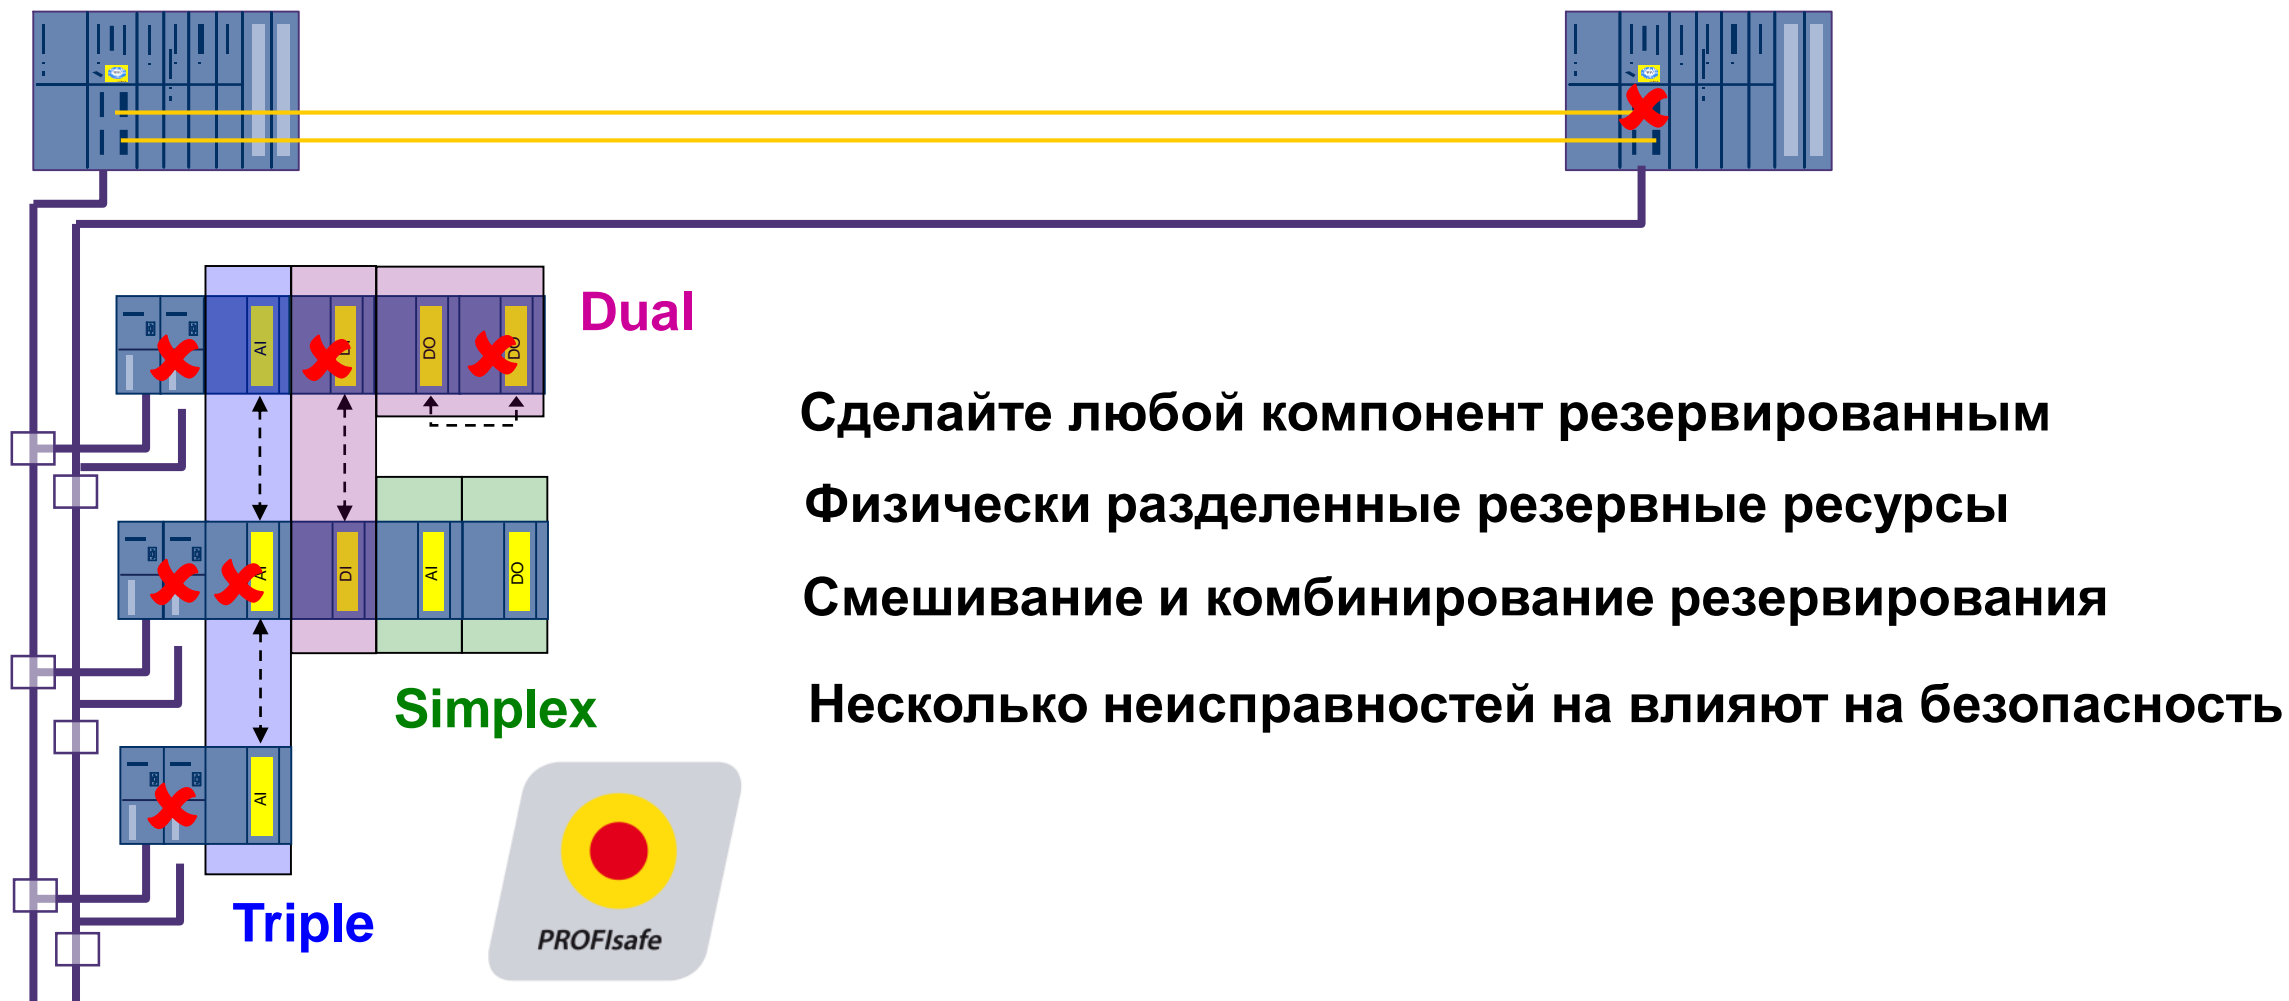 Dual
AI
DO
Сделайте любой компонент резервированным
Физически разделенные резервные ресурсы
AI
DI
AI
DO
Смешивание и комбинирование резервирования
Simplex
Несколько неисправностей на влияют на безопасность
AI
Triple
PROFIsafe